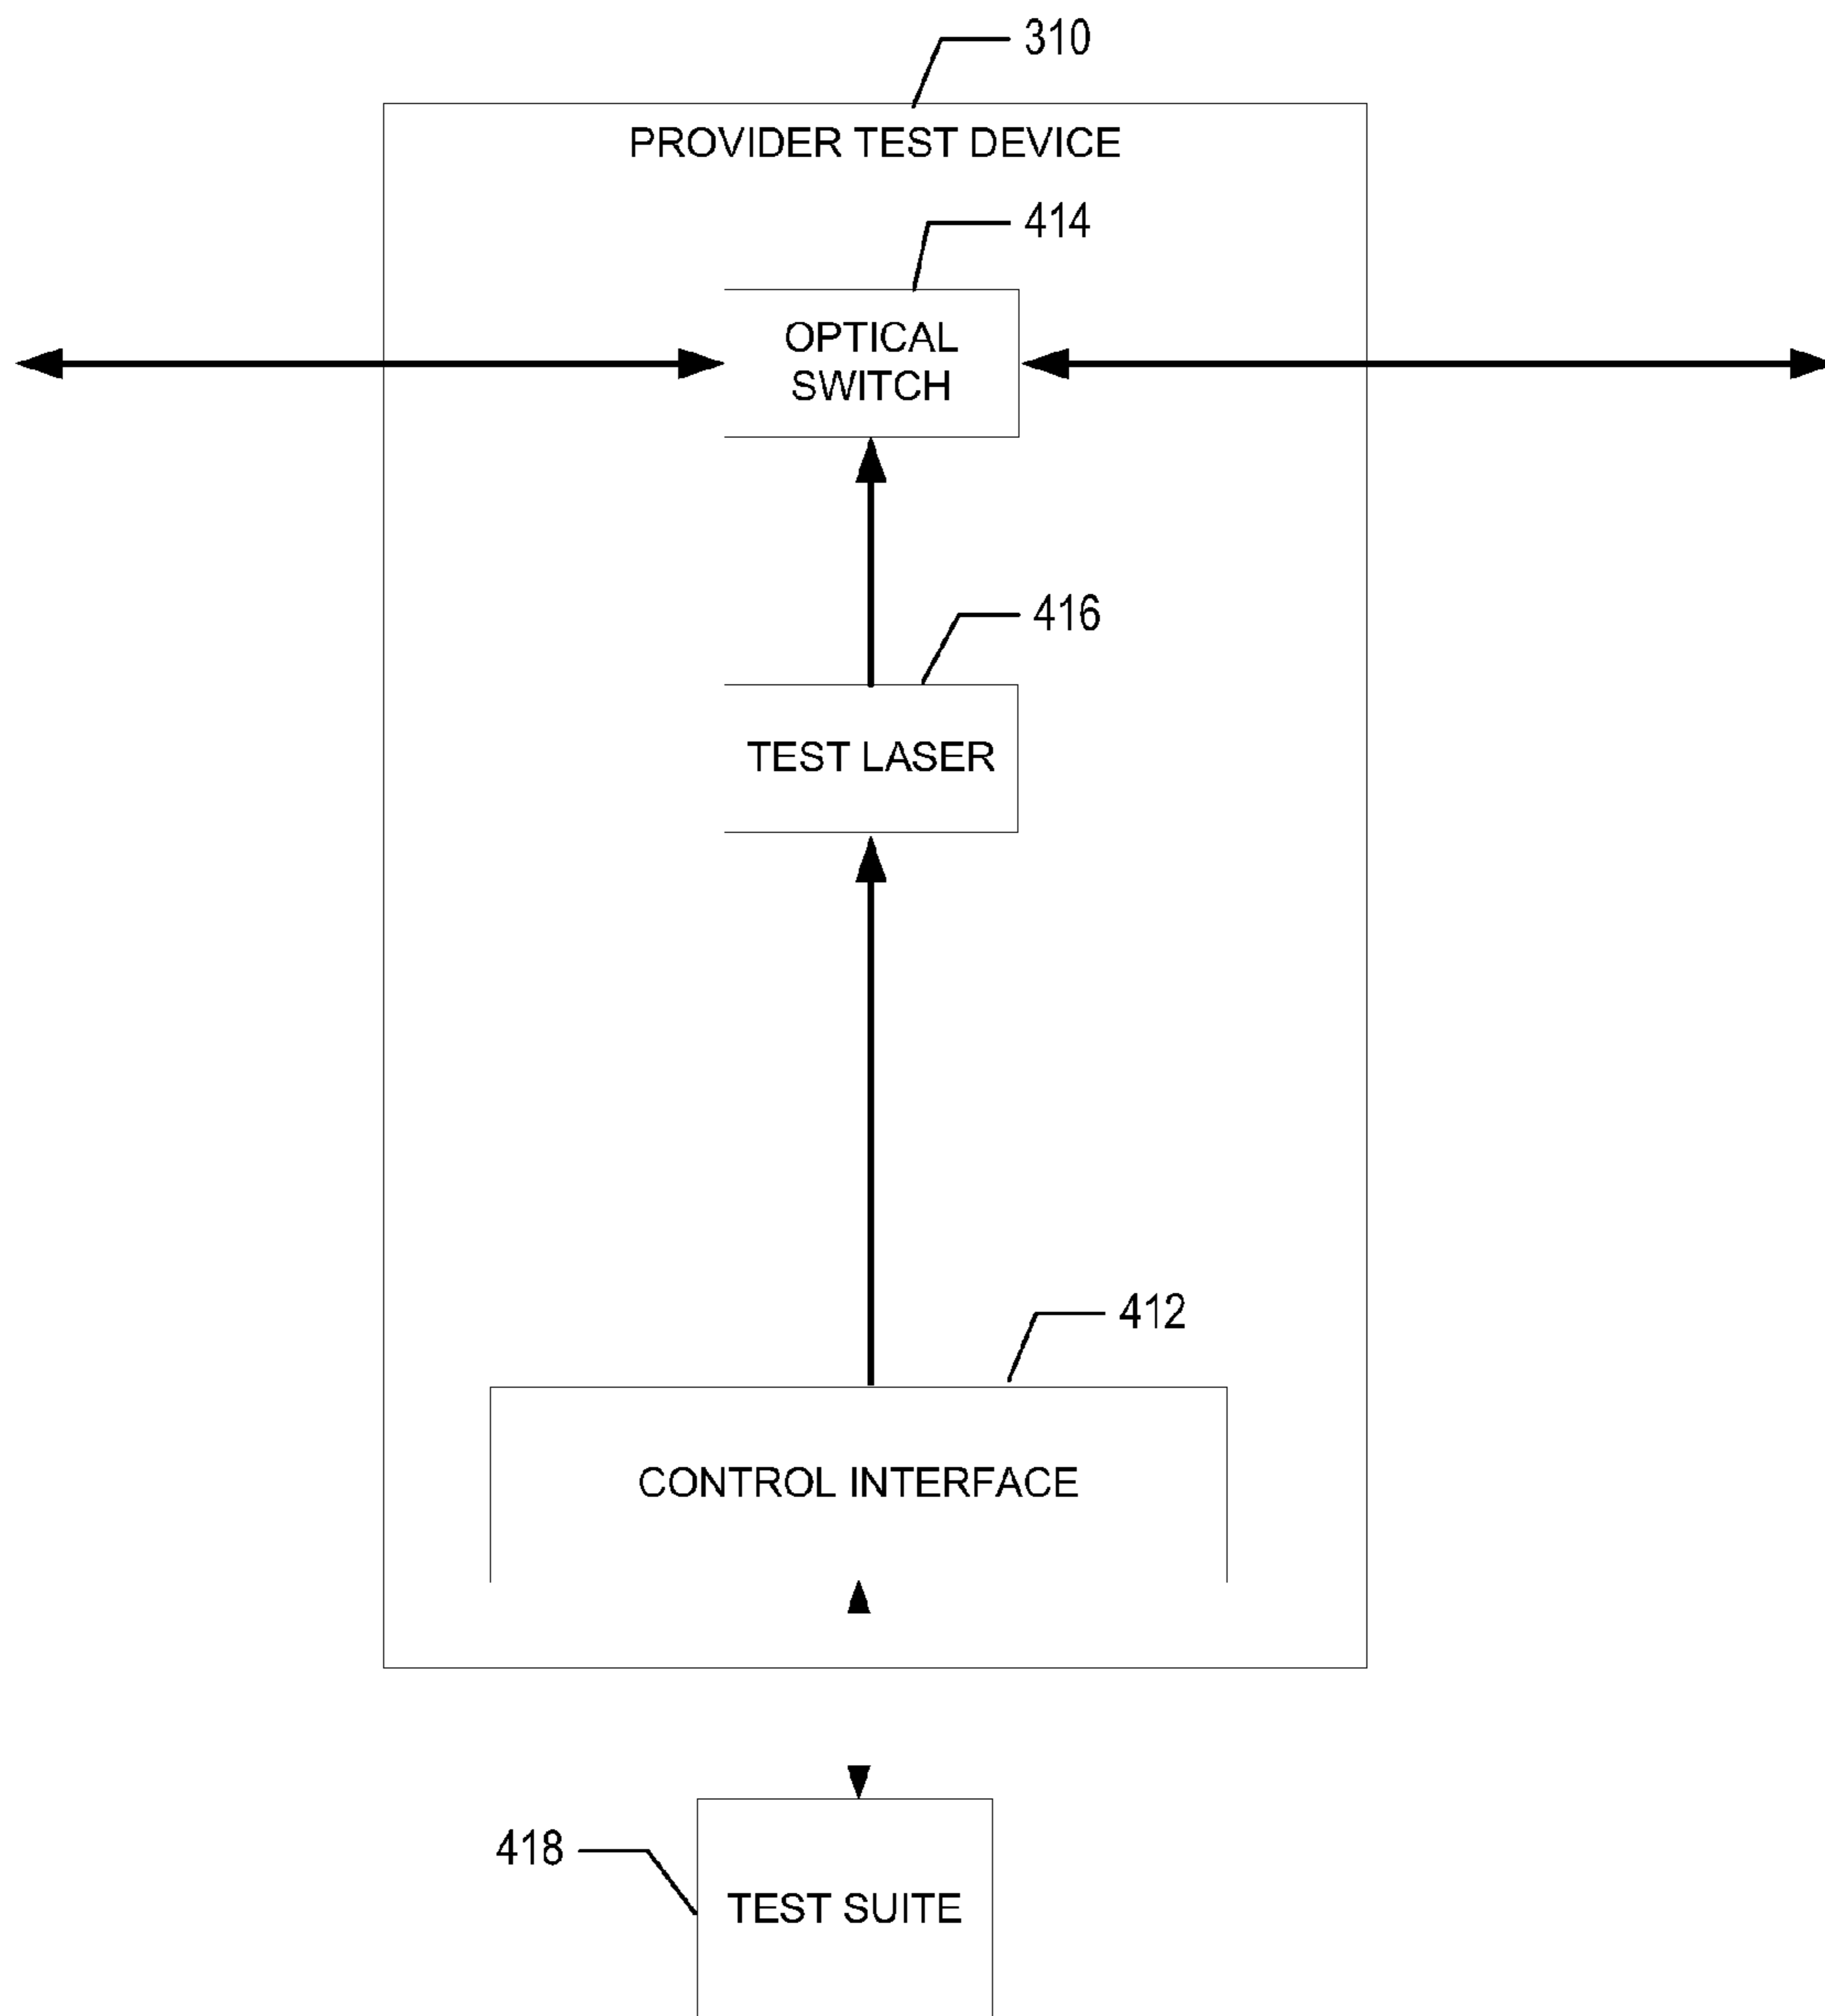 310
PROVIDER TEST DEVICE
414
OPTICAL
SWITCH
416
TEST LASER
412
CONTROL INTERFACE
418
TEST SUITE